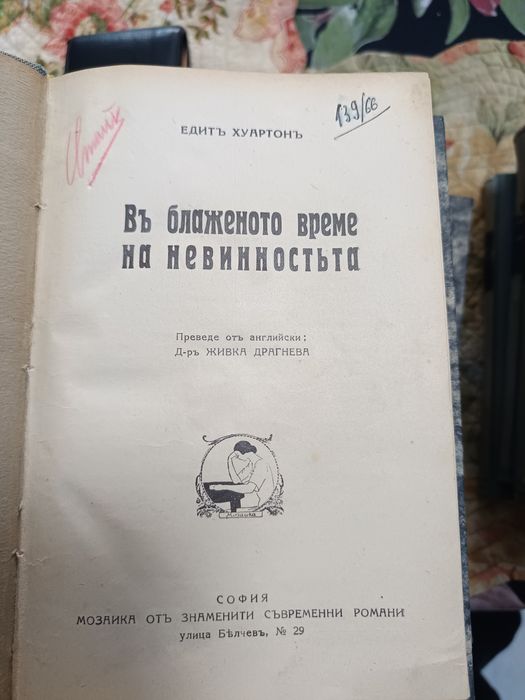 139/66
ЕДИТЪ ХУАРТОНЪ
Въ блаженото време
на невинностьта
Преведе отъ английски:
Д-ръ ЖИВКА ДРАГНЕВА
Мозайка
СОФИЯ
МОЗАИКА ОТЪ ЗНАМЕНИТИ СЪВРЕМЕННИ РОМАНИ
улица Бѣлчевъ, № 29